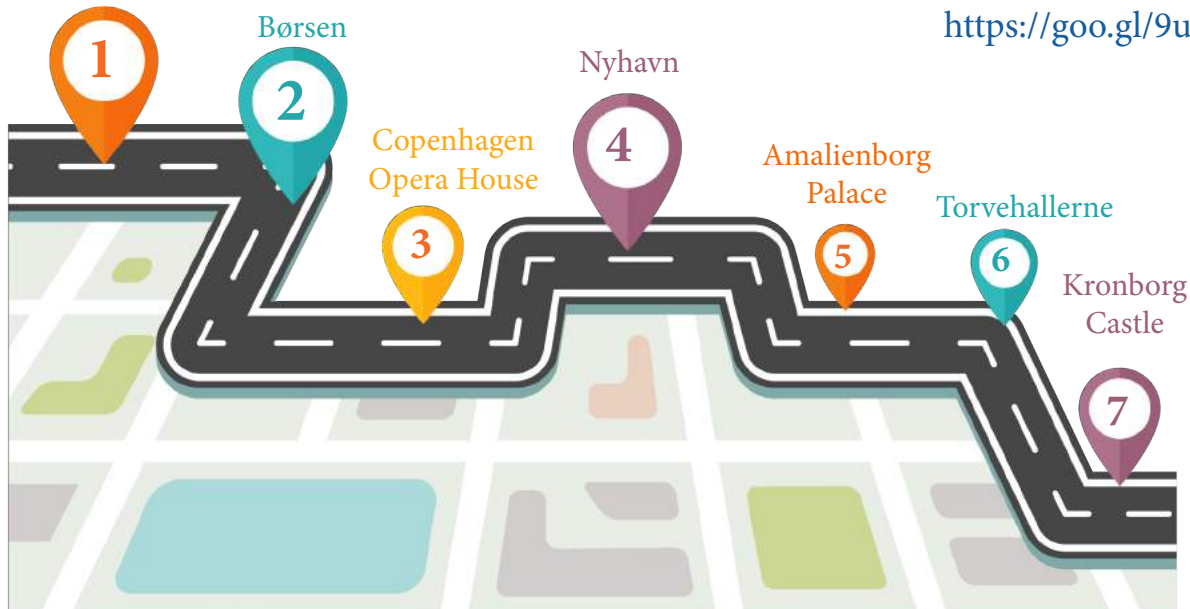 https://goo.gl/9u
1
Børsen
2
Copenhagen
Opera House
3
Nyhavn
4
Amalienborg
Palace
5
Torvehallerne
6
Kronborg
Castle
7